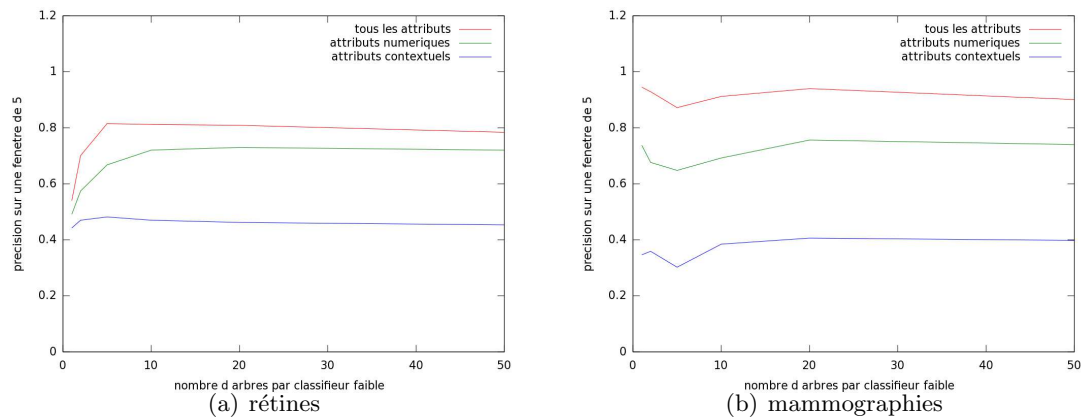 1.2
1
0.8
0.6
0.4
0.2
0
precision sur une fenetre de 5
tous les attributs
attributs numeriques
attributs contextuels
0 10 20 30 40 50
nombre d arbres par classifieur faible
(a) rétines
1.2
1
0.8
0.6
0.4
0.2
0
precision sur une fenetre de 5
tous les attributs
attributs numeriques
attributs contextuels
0 10 20 30 40 50
nombre d arbres par classifieur faible
(b) mammographies